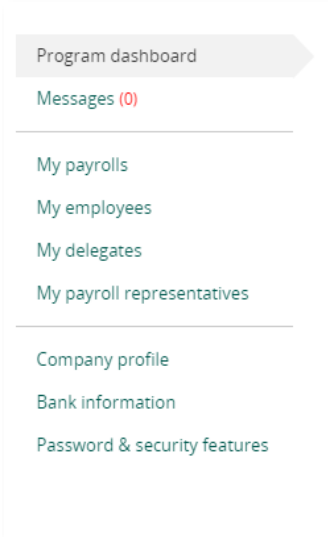 Program dashboard
Messages (0)
My payrolls
My employees
My delegates
My payroll representatives
Company profile
Bank information
Password & security features